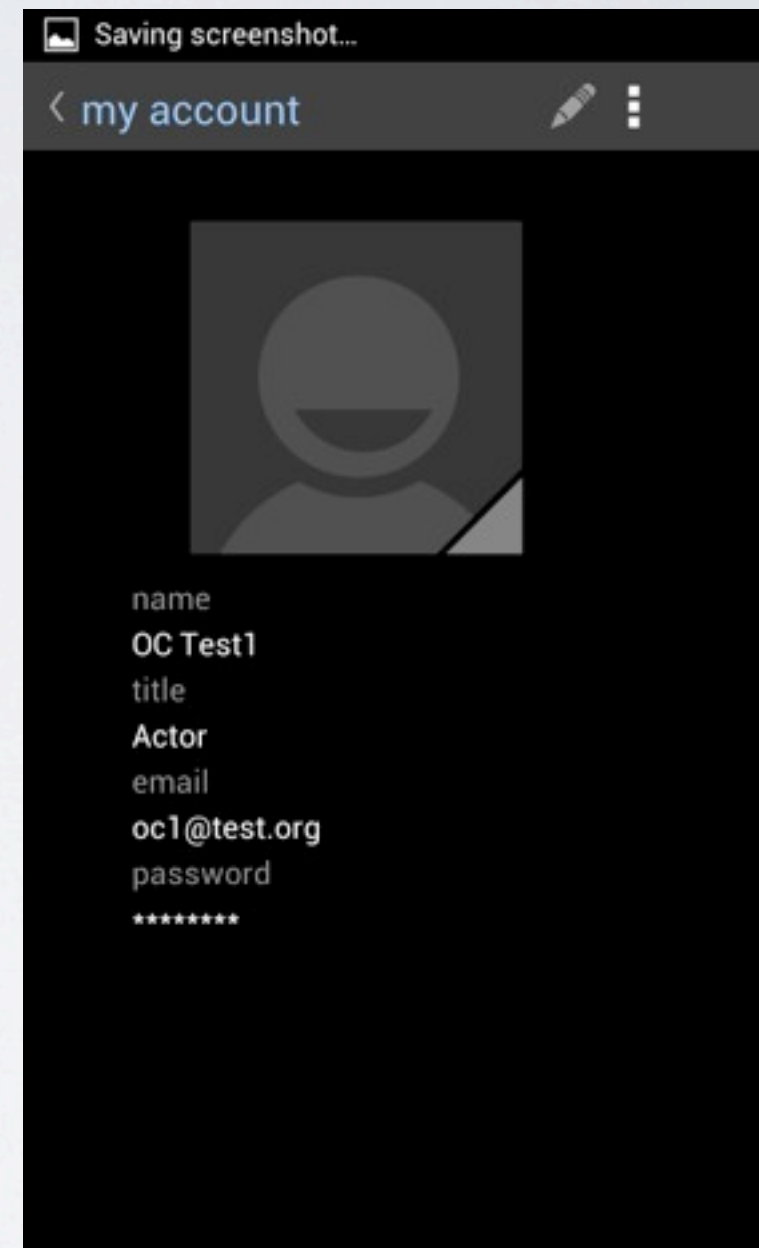 Saving screenshot...
my account
name
OC Test1
title
Actor
email
oc1@test.org
password
********